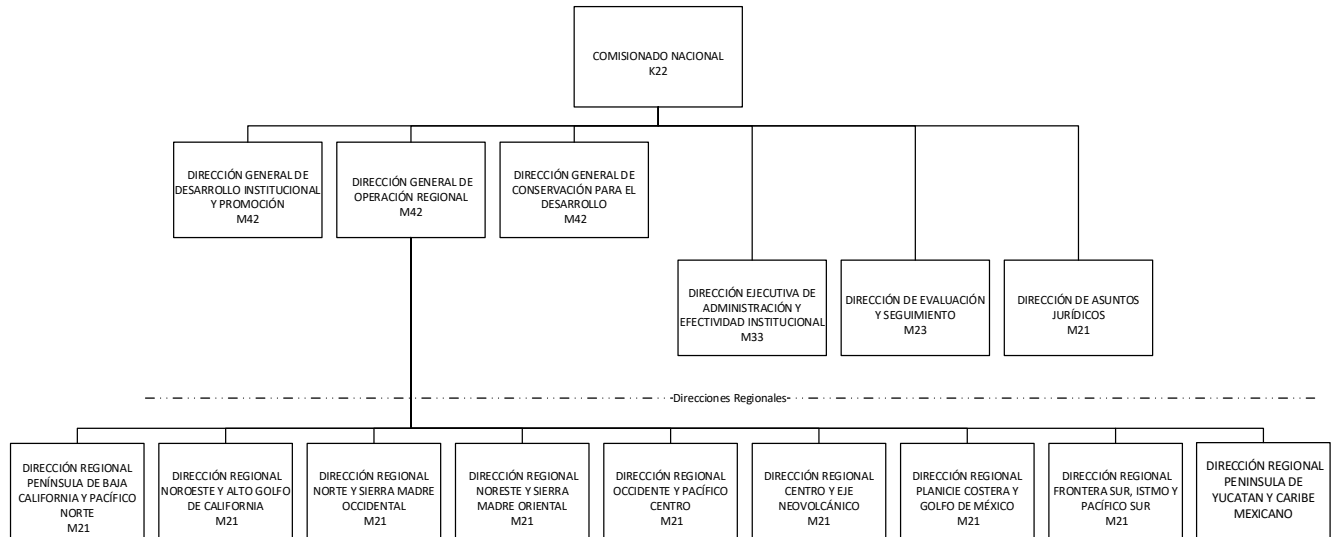 COMISIONADO NACIONAL
K22
DIRECCIÓN GENERAL DE
DESARROLLO INSTITUCIONAL
Y PROMOCIÓN
M42
DIRECCIÓN GENERAL DE
OPERACIÓN REGIONAL
M42
DIRECCIÓN GENERAL DE
CONSERVACIÓN PARA EL
DESARROLLO
M42
DIRECCIÓN EJECUTIVA DE
ADMINISTRACIÓN Y
EFECTIVIDAD INSTITUCIONAL
M33
DIRECCIÓN DE EVALUACIÓN
Y SEGUIMIENTO
M23
DIRECCIÓN DE ASUNTOS
JURÍDICOS
M21
Direcciones Regionales
DIRECCIÓN REGIONAL
PENÍNSULA DE BAJA
CALIFORNIA Y PACÍFICO
NORTE
M21
DIRECCIÓN REGIONAL
NOROESTE Y ALTO GOLFO
DE CALIFORNIA
M21
DIRECCIÓN REGIONAL
NORTE Y SIERRA MADRE
OCCIDENTAL
M21
DIRECCIÓN REGIONAL
NORESTE Y SIERRA
MADRE ORIENTAL
M21
DIRECCIÓN REGIONAL
OCCIDENTE Y PACÍFICO
CENTRO
M21
DIRECCIÓN REGIONAL
CENTRO Y EJE
NEOVOLCÁNICO
M21
DIRECCIÓN REGIONAL
PLANICIE COSTERA Y
GOLFO DE MÉXICO
M21
DIRECCIÓN REGIONAL
FRONTERA SUR, ISTMO Y
PACÍFICO SUR
M21
DIRECCIÓN REGIONAL
PENINSULA DE
YUCATAN Y CARIBE
MEXICANO